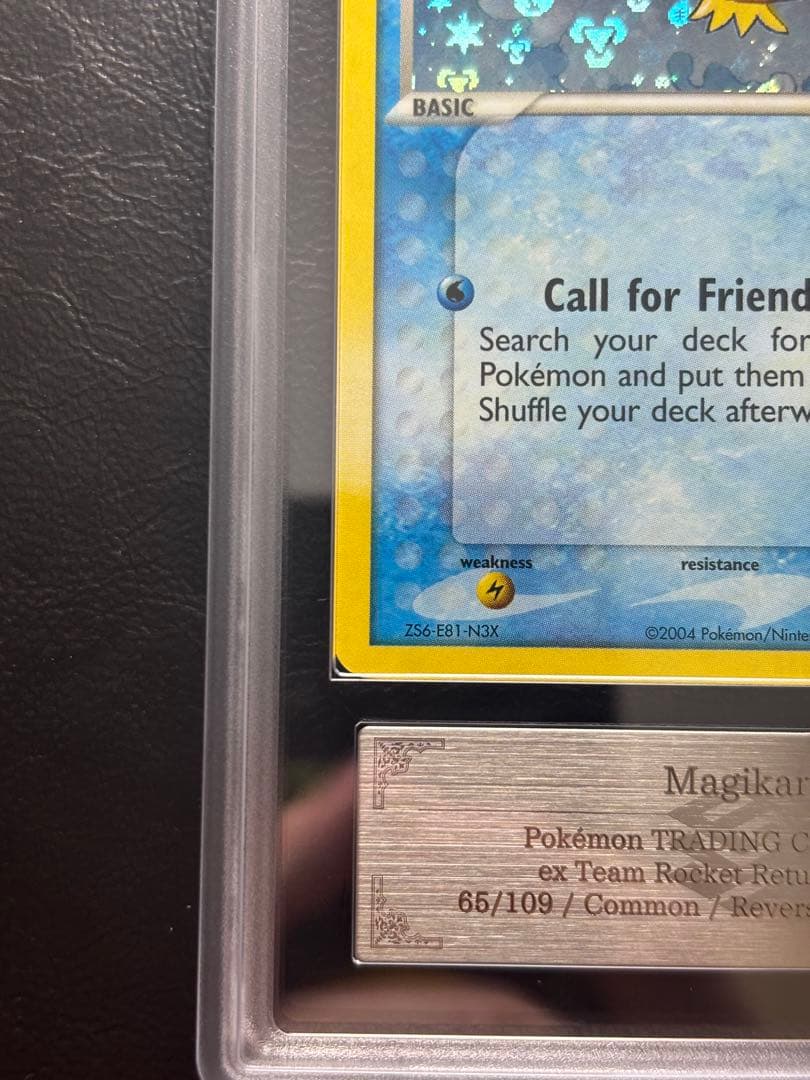 BASIC
Call for Friend
Search your deck for
Pokémon and put them
Shuffle your deck afterw
weakness
resistance
ZS6-E81-N3X
©2004 Pokémon/Ninte
Magikar
Pokémon TRADING C
ex Team Rocket Retu
65/109 / Common / Revers